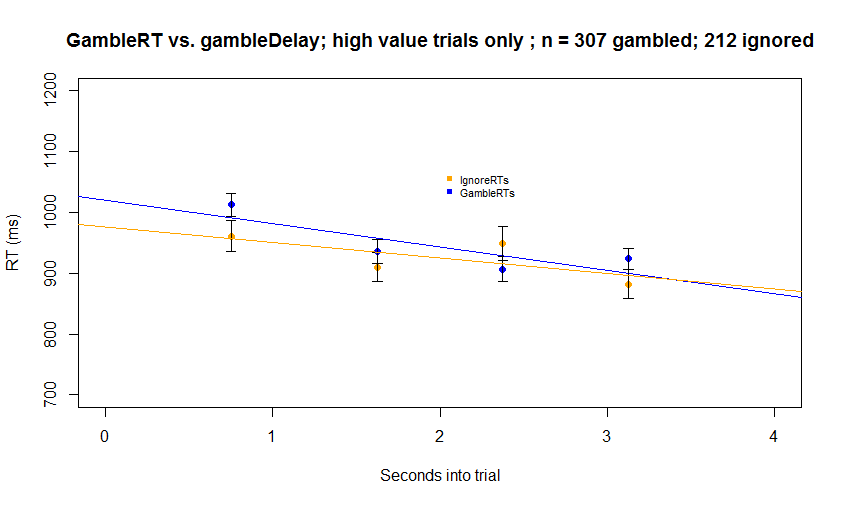 GambleRT vs. gambleDelay; high value trials only ; n = 307 gambled; 212 ignored
1200
1100
1000
900
800
700
RT (ms)
IgnoreRTs
GambleRTs
0 1 2 3 4
Seconds into trial